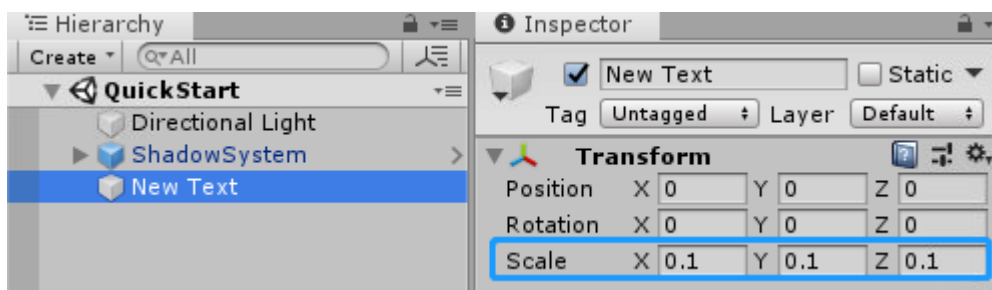 Hierarchy
Create All
QuickStart
Directional Light
ShadowSystem
New Text
Inspector
New Text Static
Tag Untagged Layer Default
Transform
Position X 0 Y 0 Z 0
Rotation X 0 Y 0 Z 0
Scale X 0.1 Y 0.1 Z 0.1